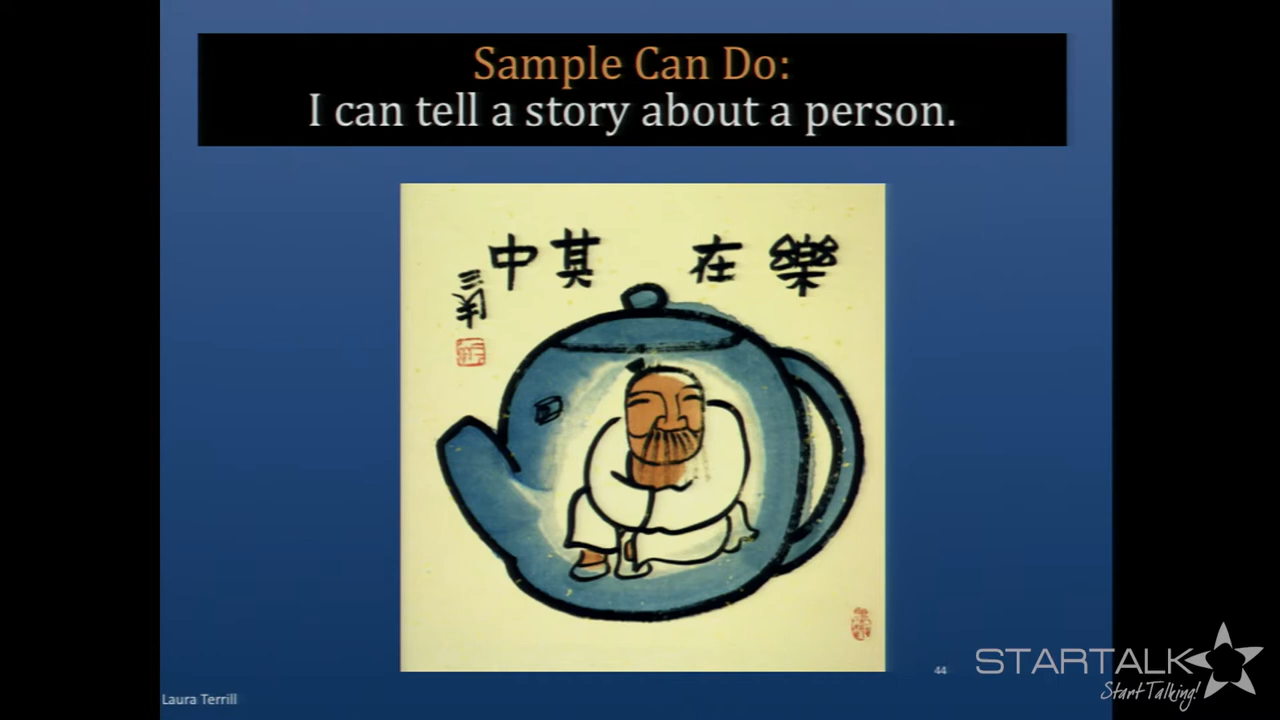 Sample Can Do:
I can tell a story about a person.
樂在其中
44
STARTALK
Start Talking!
Laura Terrill